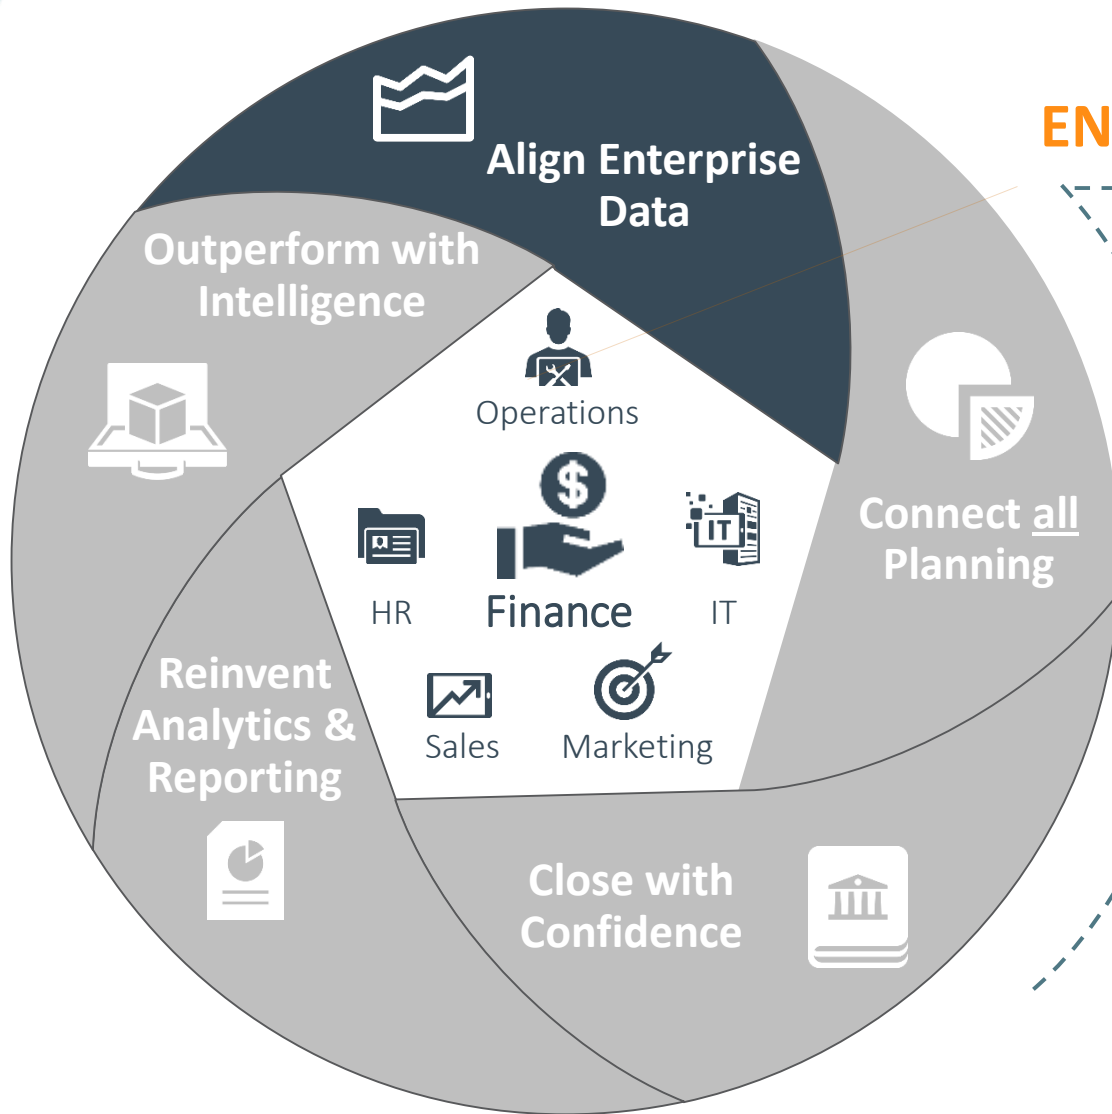 EN
Align Enterprise
Data
Outperform with
Intelligence
Operations
Connect all
Planning
IT
HR
Finance
IT
Reinvent
Analytics &
Reporting
Sales
Marketing
Close with
Confidence